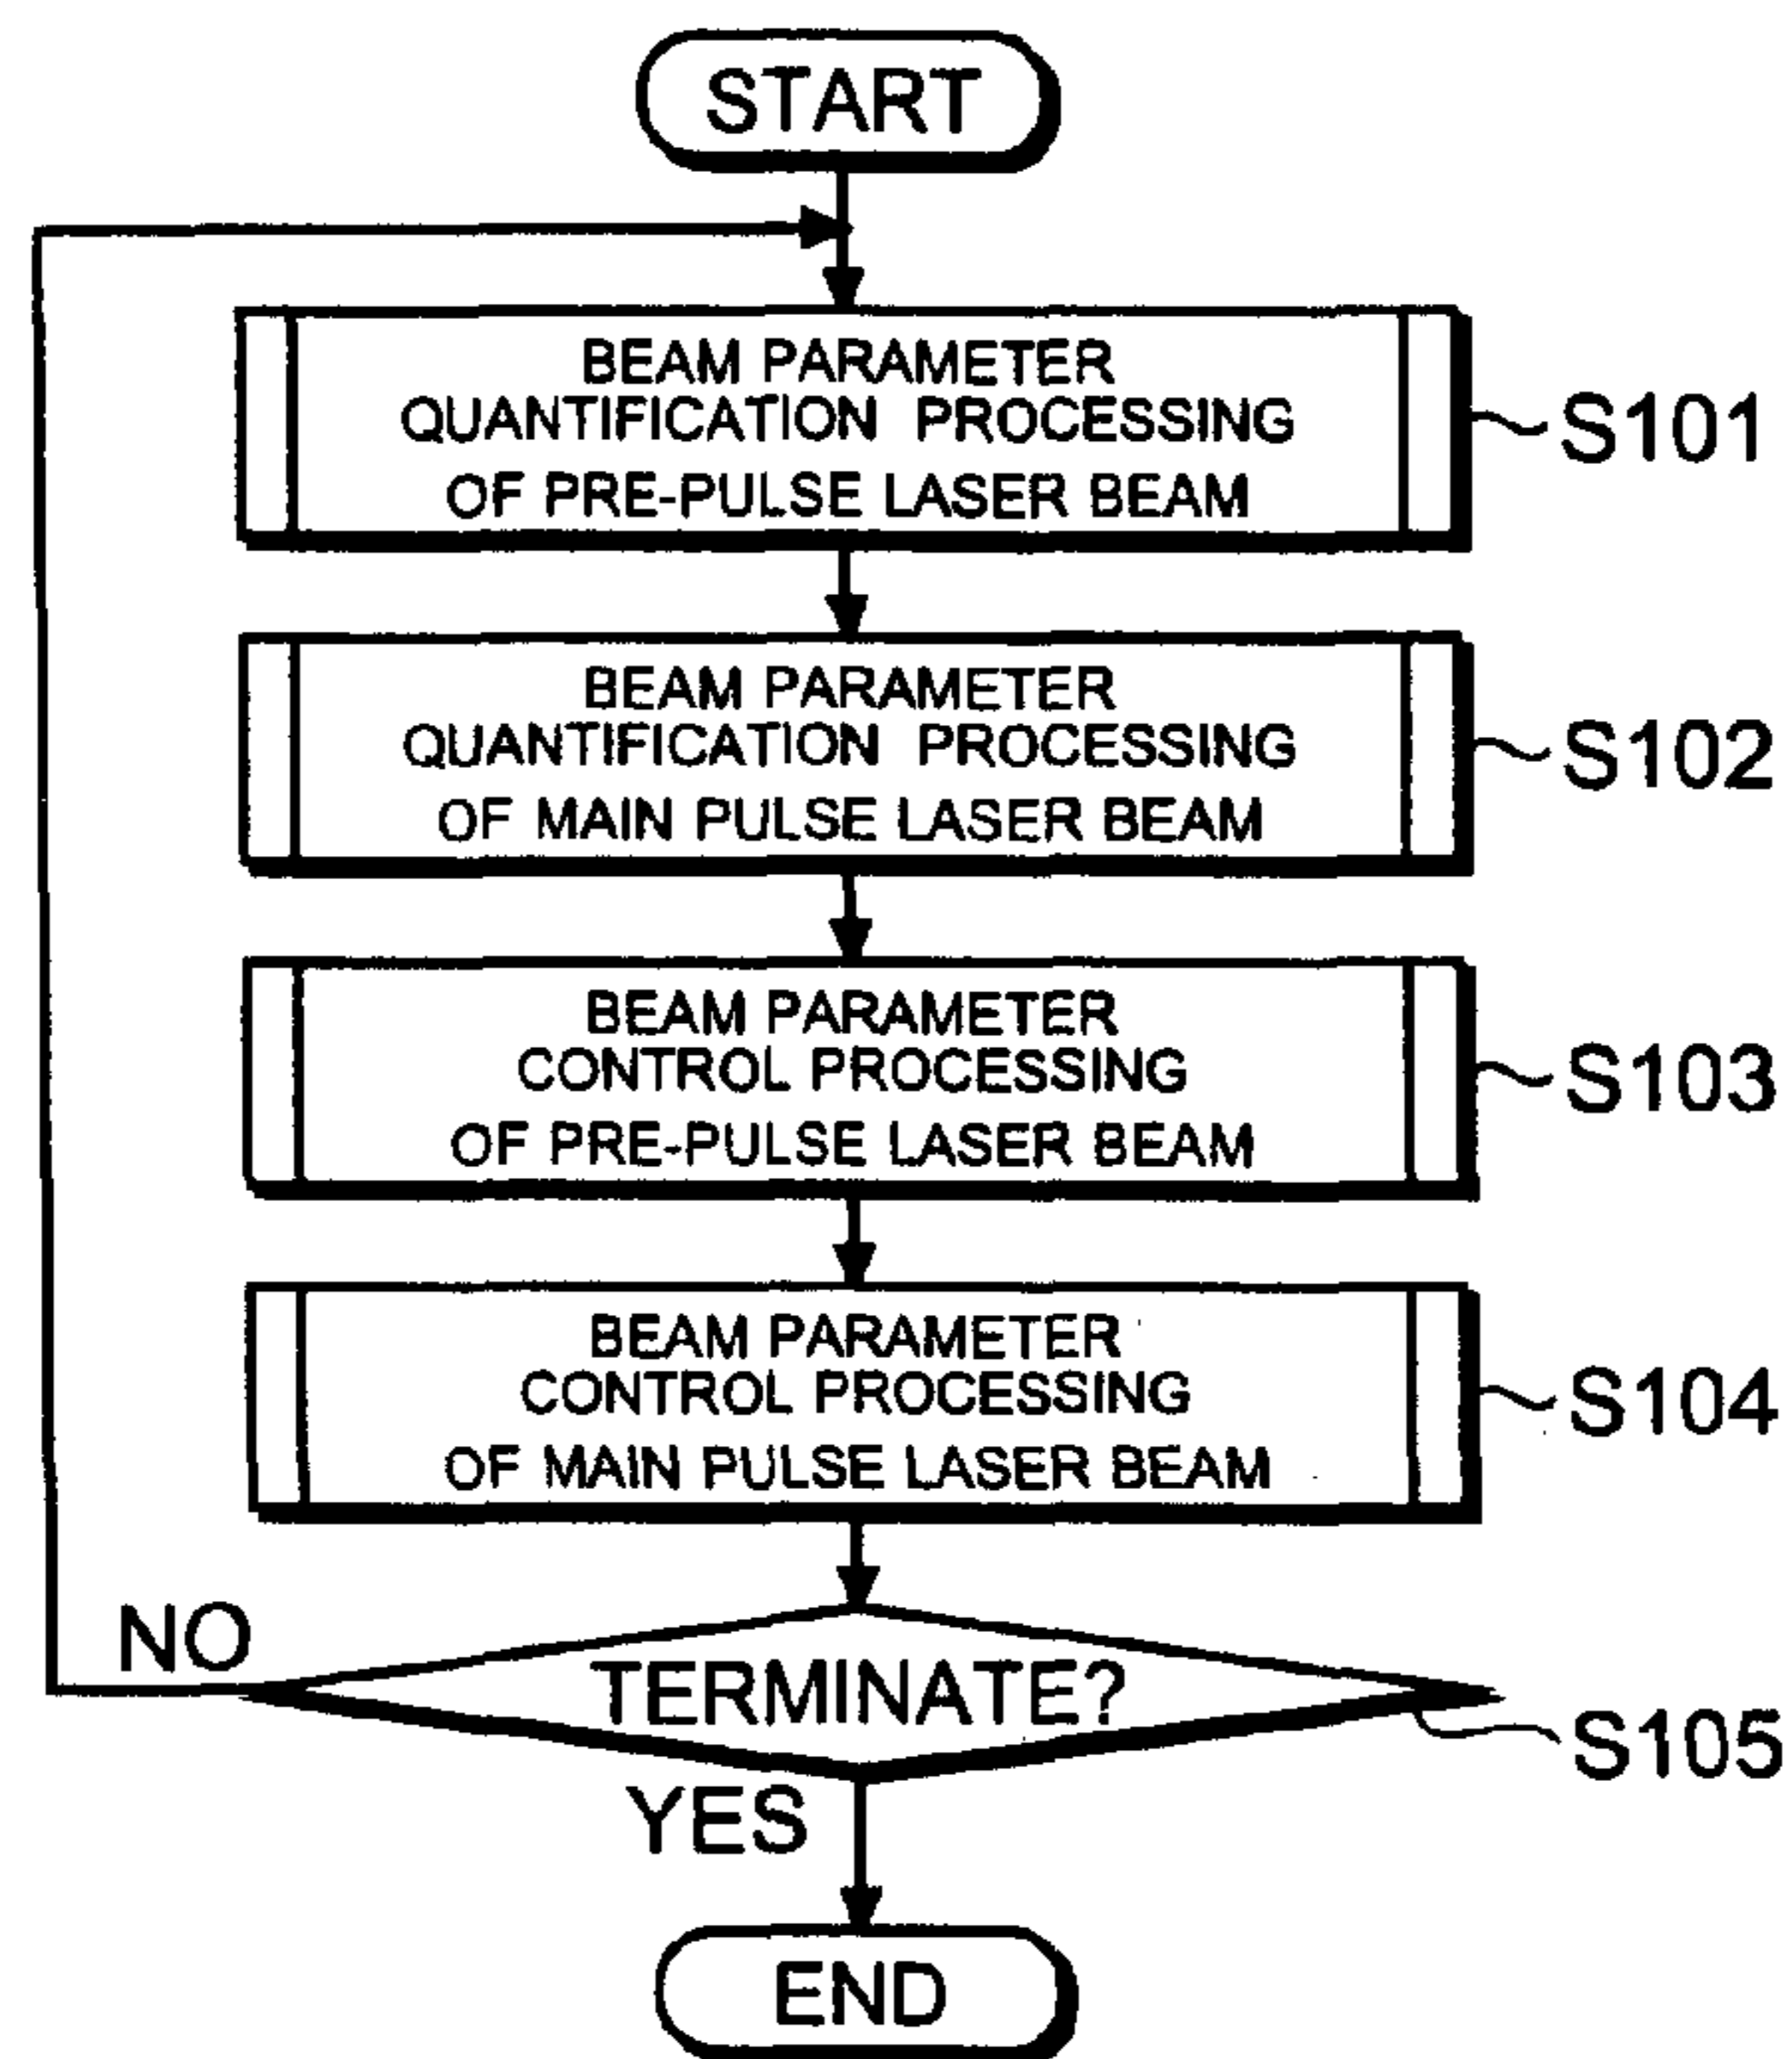 START
BEAM PARAMETER
QUANTIFICATION PROCESSING
OF PRE-PULSE LASER BEAM
S101
BEAM PARAMETER
QUANTIFICATION PROCESSING
OF MAIN PULSE LASER BEAM
S102
BEAM PARAMETER
CONTROL PROCESSING
OF PRE-PULSE LASER BEAM
S103
BEAM PARAMETER
CONTROL PROCESSING
OF MAIN PULSE LASER BEAM
S104
NO
TERMINATE?
S105
YES
END